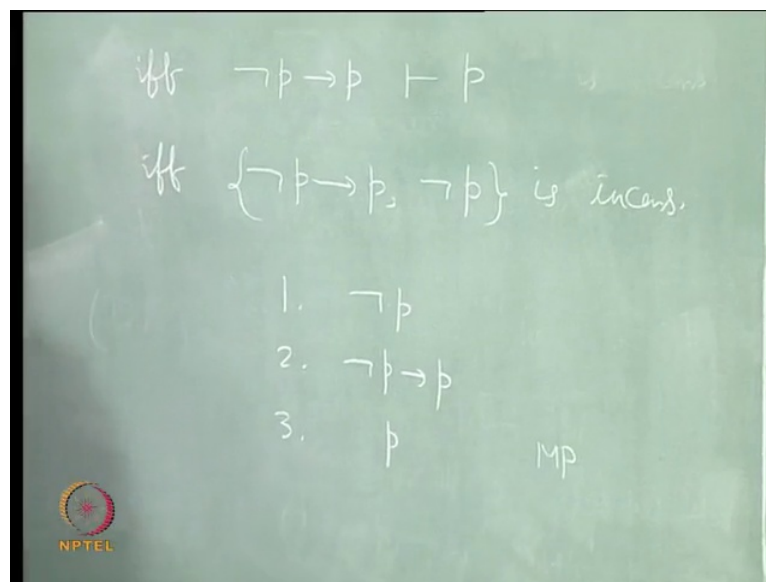 iff ¬p → p ⊢ p
iff {¬p → p, ¬p} is incons.
1. ¬p
2. ¬p → p
3. p MP
NPTEL